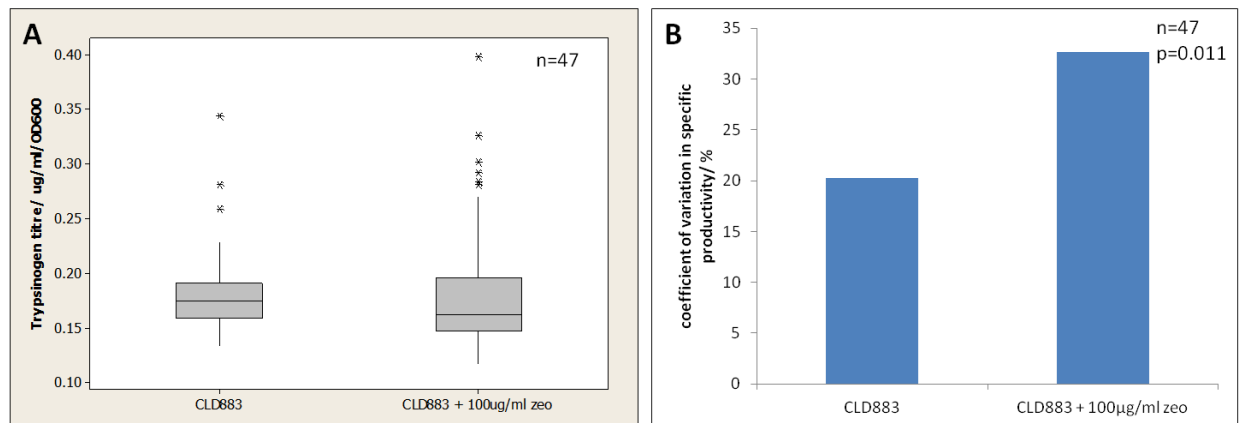 A
n=47
Trypsinogen titre/ ug/ml/OD600
0.40
0.35
0.30
0.25
0.20
0.15
0.10
CLD883
CLD883 + 100ug/ml zeo
B
n=47
p=0.011
coefficient of variation in specific
productivity/ %
35
30
25
20
15
10
5
0
CLD883
CLD883 + 100µg/ml zeo